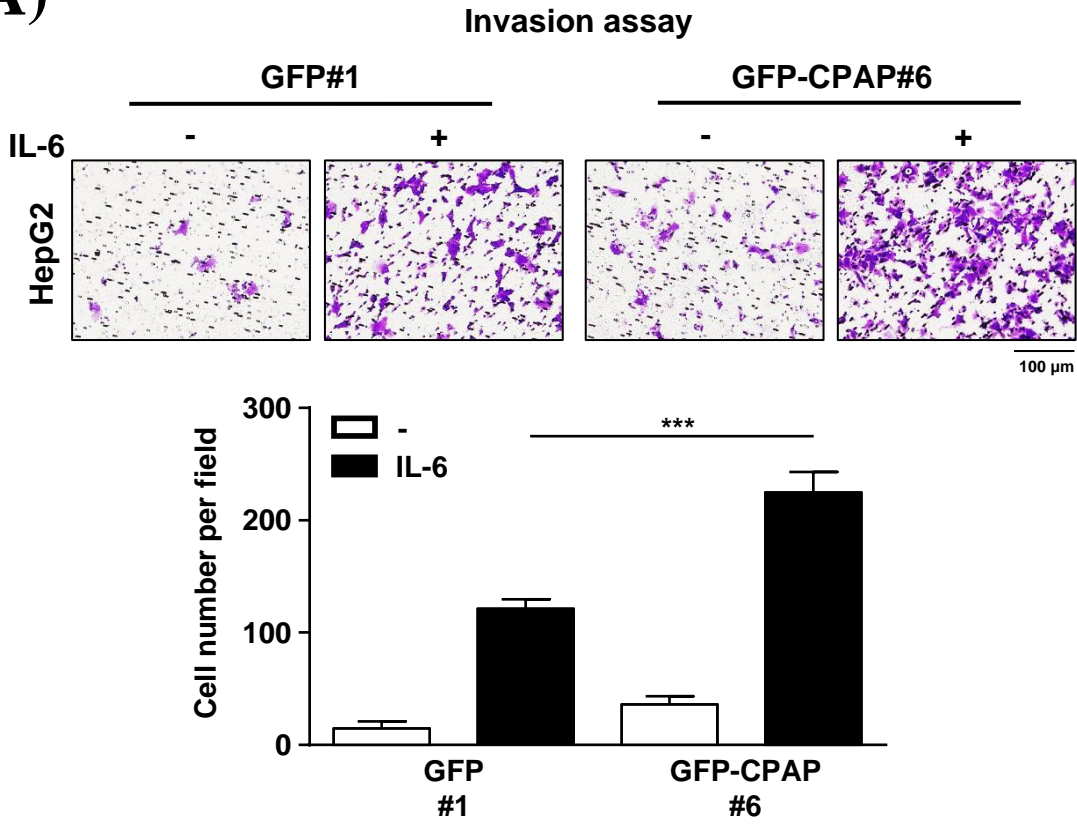 A)
Invasion assay
GFP#1 GFP-CPAP#6
IL-6 - + - +
HepG2
100 µm
Cell number per field
300
200
100
0
-
IL-6
***
GFP GFP-CPAP
#1 #6